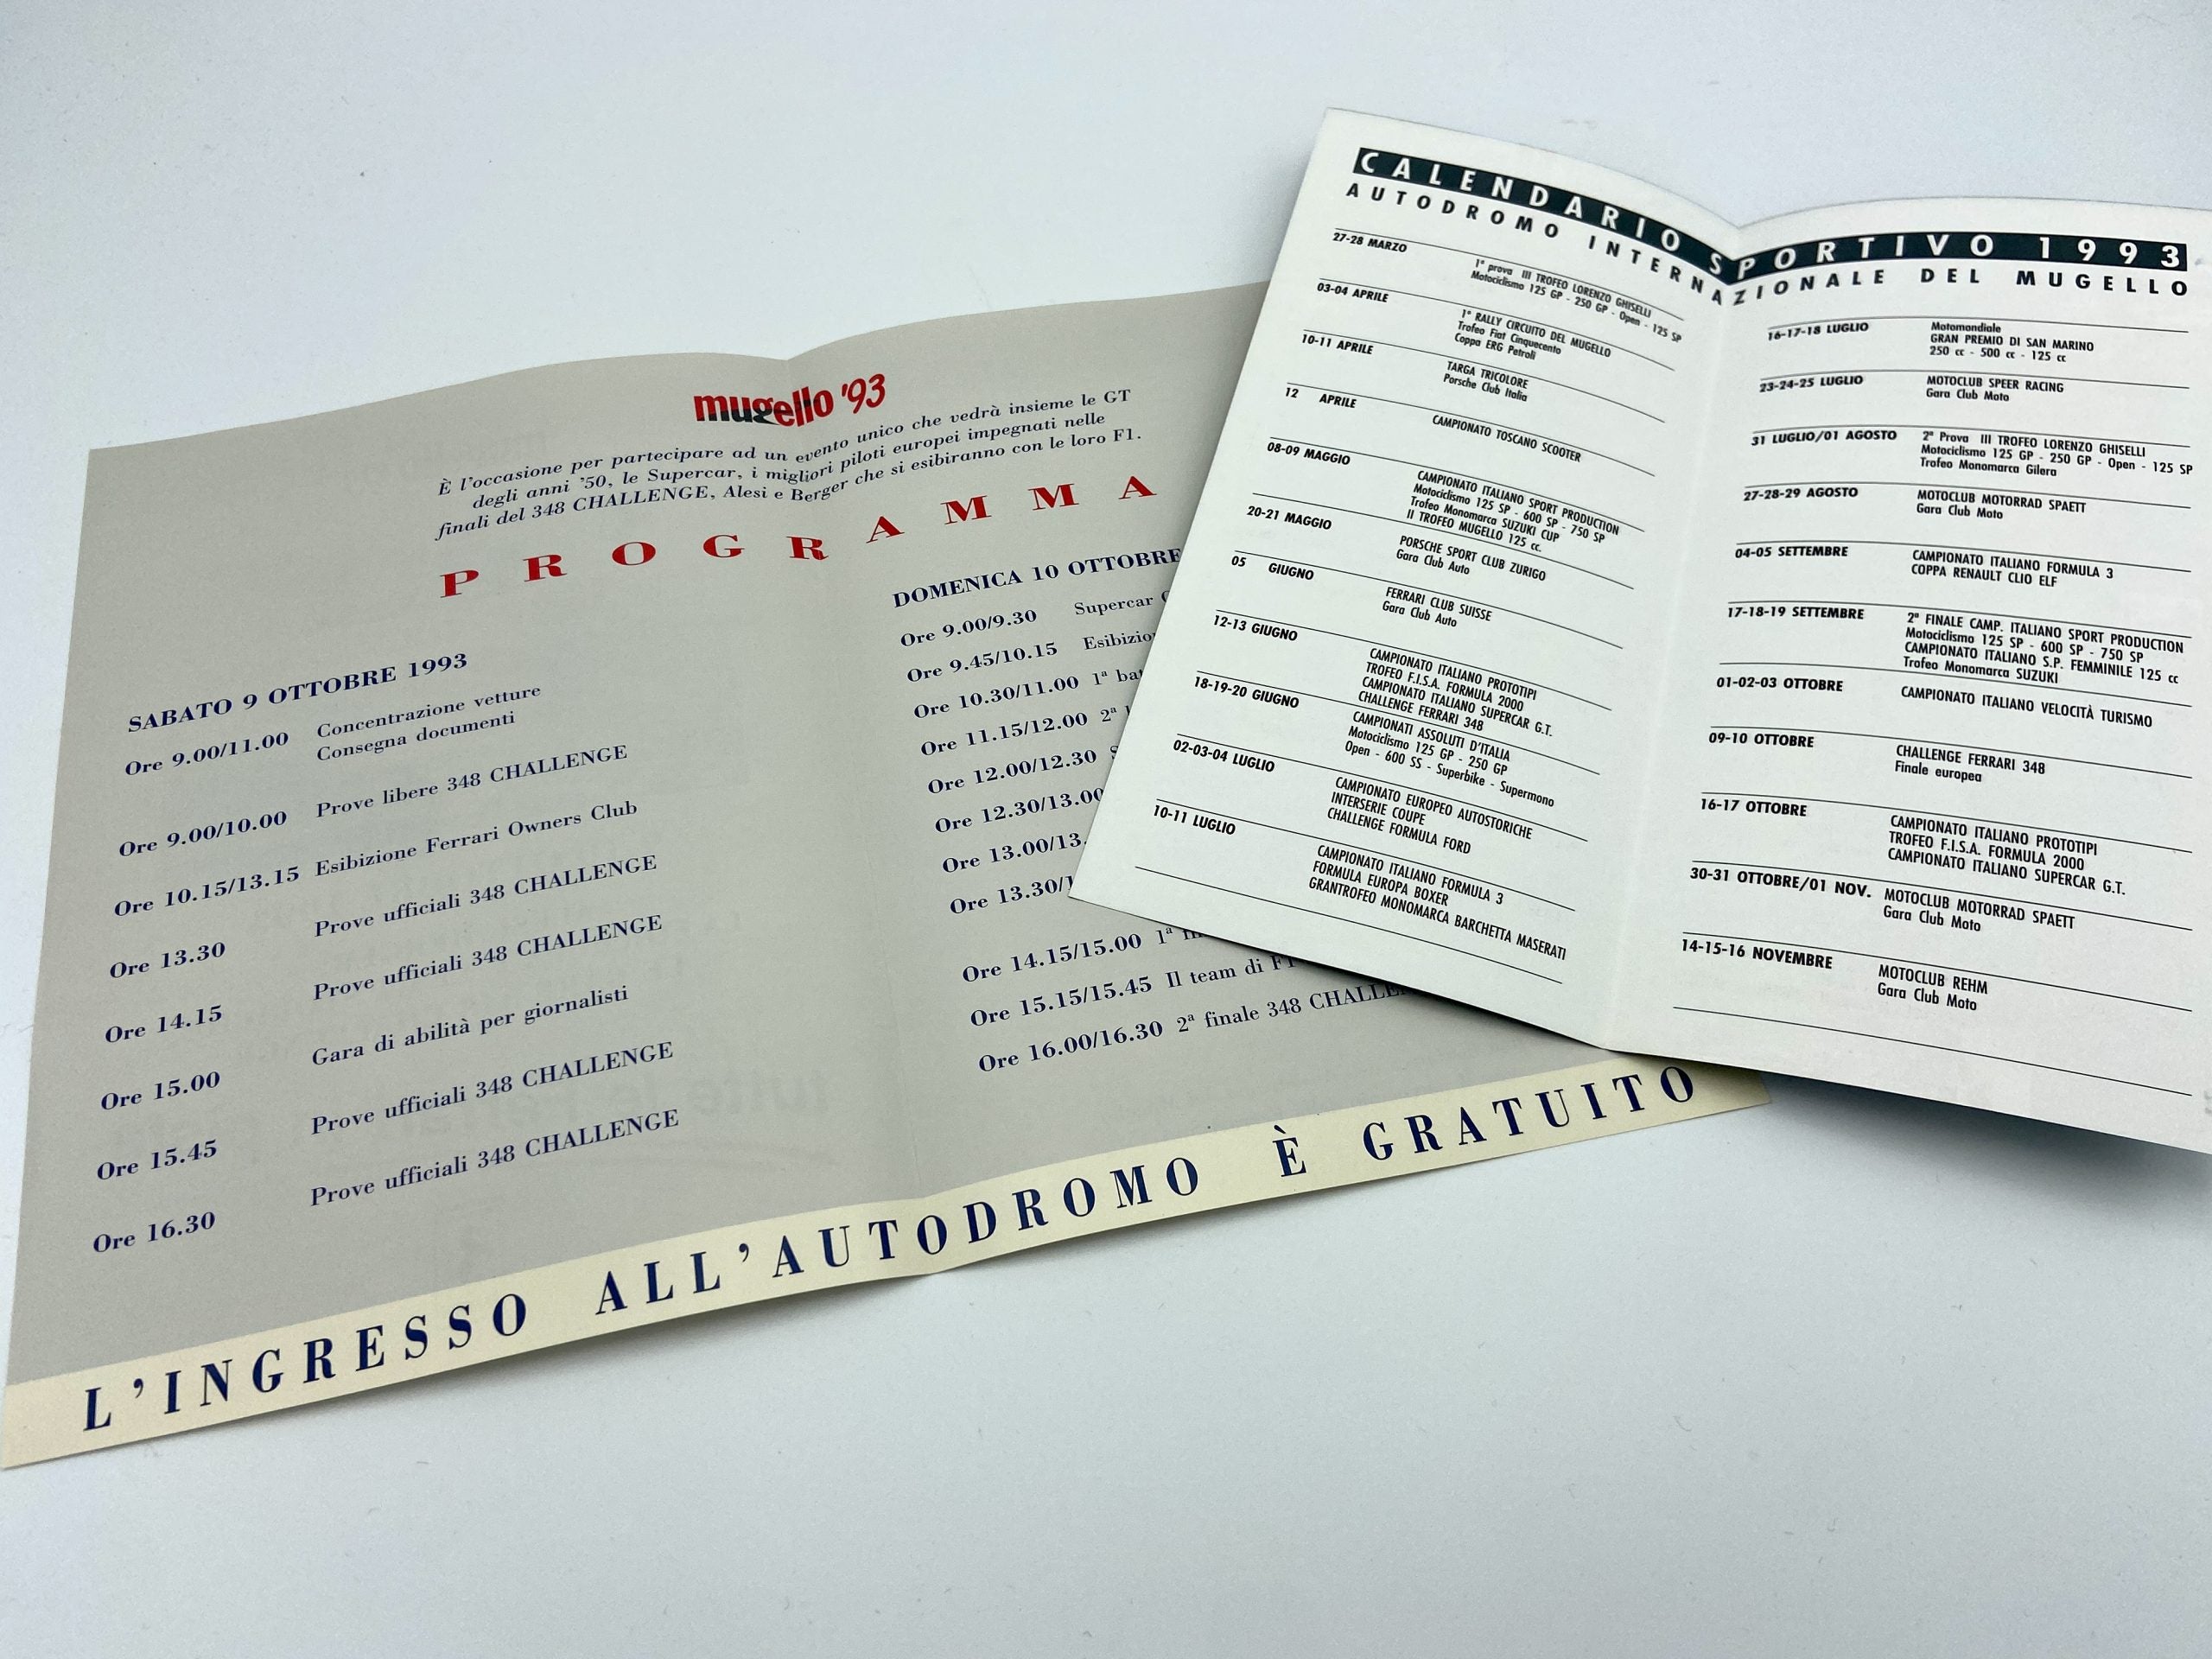 mugello '93
È l'occasione per partecipare ad un evento unico che vedrà insieme le GT
degli anni '50, le Supercar, i migliori piloti europei impegnati nelle
finali del 348 CHALLENGE, Alesi e Berger che si esibiranno con le loro F1.
PROGRAMMA
SABATO 9 OTTOBRE 1993
Ore 9.00/11.00 Concentrazione vetture
Consegna documenti
Ore 9.00/10.00 Prove libere 348 CHALLENGE
Ore 10.15/13.15 Esibizione Ferrari Owners Club
Ore 13.30 Prove ufficiali 348 CHALLENGE
Ore 14.15 Prove ufficiali 348 CHALLENGE
Ore 15.00 Gara di abilità per giornalisti
Ore 15.45 Prove ufficiali 348 CHALLENGE
Ore 16.30 Prove ufficiali 348 CHALLENGE
DOMENICA 10 OTTOBRE
Ore 9.00/9.30 Supercar
Ore 9.45/10.15
Ore 10.30/11.00 1ª
Ore 11.15/12.00 2ª
Ore 12.00/12.30
Ore 12.30/13.00
Ore 13.00/13.
Ore 13.30/1
Ore 14.15/15.00 1ª
Ore 15.15/15.45 Il team di F1
Ore 16.00/16.30 2ª finale 348
L'INGRESSO ALL'AUTODROMO È GRATUITO
CALENDARIO SPORTIVO 1993
AUTODROMO INTERNAZIONALE DEL MUGELLO
27-28 MARZO
1ª prova III TROFEO LORENZO GHISELLI
Motociclismo 125 GP - 250 GP - Open - 125 SP
03-04 APRILE
1° RALLY CIRCUITO DEL MUGELLO
Trofeo Fiat Cinquecento
Coppa ERG Petroli
10-11 APRILE
TARGA TRICOLORE
Porsche Club Italia
12 APRILE
CAMPIONATO TOSCANO SCOOTER
08-09 MAGGIO
CAMPIONATO ITALIANO SPORT PRODUCTION
Motociclismo 125 SP - 600 SP - 750 SP
Trofeo Monomarca SUZUKI CUP
II TROFEO MUGELLO 125 cc.
20-21 MAGGIO
PORSCHE SPORT CLUB ZURIGO
Gara Club Auto
05 GIUGNO
FERRARI CLUB SUISSE
Gara Club Auto
12-13 GIUGNO
CAMPIONATO ITALIANO PROTOTIPI
TROFEO F.I.S.A. FORMULA 2000
CAMPIONATO ITALIANO SUPERCAR G.T.
CHALLENGE FERRARI 348
18-19-20 GIUGNO
CAMPIONATI ASSOLUTI D'ITALIA
Motociclismo 125 GP - 250 GP
Open - 600 SS - Superbike - Supermono
02-03-04 LUGLIO
CAMPIONATO EUROPEO AUTOSTORICHE
INTERSERIE COUPE
CHALLENGE FORMULA FORD
10-11 LUGLIO
CAMPIONATO ITALIANO FORMULA 3
FORMULA EUROPA BOXER
GRANTROFEO MONOMARCA BARCHETTA MASERATI
16-17-18 LUGLIO
Motomondiale
GRAN PREMIO DI SAN MARINO
250 cc - 500 cc - 125 cc
23-24-25 LUGLIO
MOTOCLUB SPEER RACING
Gara Club Moto
31 LUGLIO/01 AGOSTO
2ª Prova III TROFEO LORENZO GHISELLI
Motociclismo 125 GP - 250 GP - Open - 125 SP
Trofeo Monomarca Gilera
27-28-29 AGOSTO
MOTOCLUB MOTORRAD SPAETT
Gara Club Moto
04-05 SETTEMBRE
CAMPIONATO ITALIANO FORMULA 3
COPPA RENAULT CLIO ELF
17-18-19 SETTEMBRE
2ª FINALE CAMP. ITALIANO SPORT PRODUCTION
Motociclismo 125 SP - 600 SP - 750 SP
CAMPIONATO ITALIANO S.P. FEMMINILE 125 cc
Trofeo Monomarca SUZUKI
01-02-03 OTTOBRE
CAMPIONATO ITALIANO VELOCITÀ TURISMO
09-10 OTTOBRE
CHALLENGE FERRARI 348
Finale europea
16-17 OTTOBRE
CAMPIONATO ITALIANO PROTOTIPI
TROFEO F.I.S.A. FORMULA 2000
CAMPIONATO ITALIANO SUPERCAR G.T.
30-31 OTTOBRE/01 NOV.
MOTOCLUB MOTORRAD SPAETT
Gara Club Moto
14-15-16 NOVEMBRE
MOTOCLUB REHM
Gara Club Moto